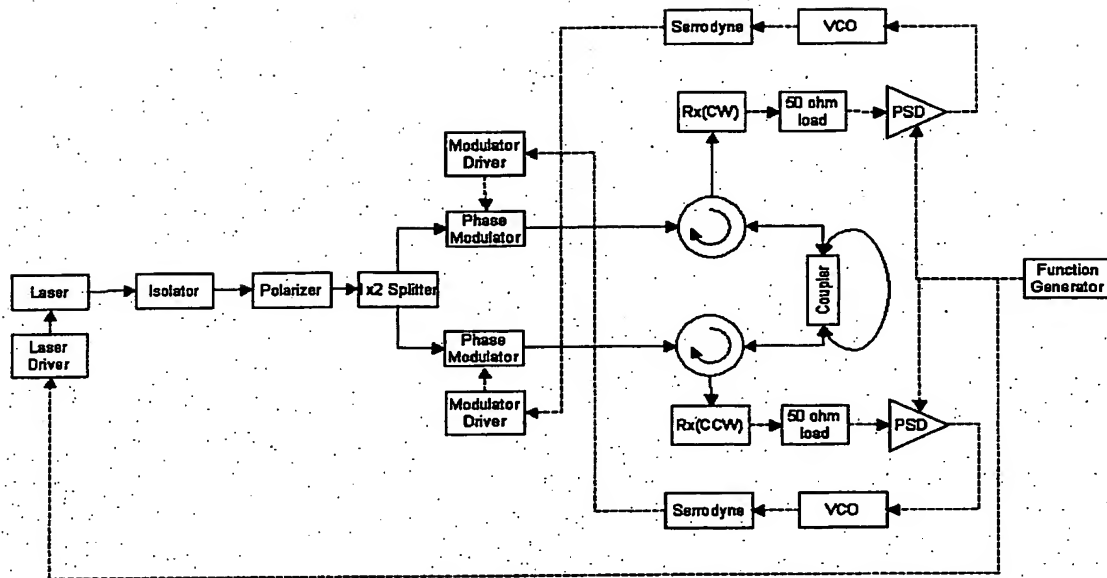 Serrodyne
VCO
Rx(CW)
50 ohm
load
PSD
Modulator
Driver
Phase
Modulator
Laser
Isolator
Polarizer
1x2 Splitter
Coupler
Function
Generator
Laser
Driver
Phase
Modulator
Modulator
Driver
Rx(CCW)
50 ohm
load
PSD
Serrodyne
VCO